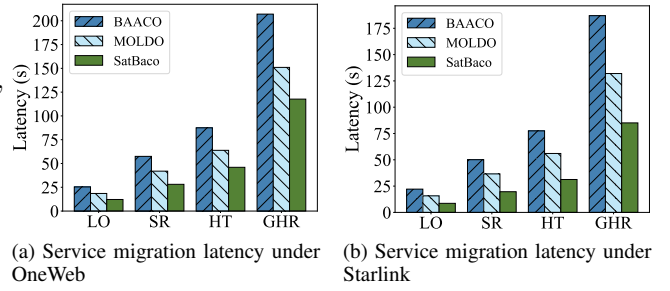 200
175
150
125
100
75
50
25
0
Latency (s)
BAACO
MOLDO
SatBaco
LO SR HT GHR
(a) Service migration latency under
OneWeb
175
150
125
100
75
50
25
0
Latency (s)
BAACO
MOLDO
SatBaco
LO SR HT GHR
(b) Service migration latency under
Starlink